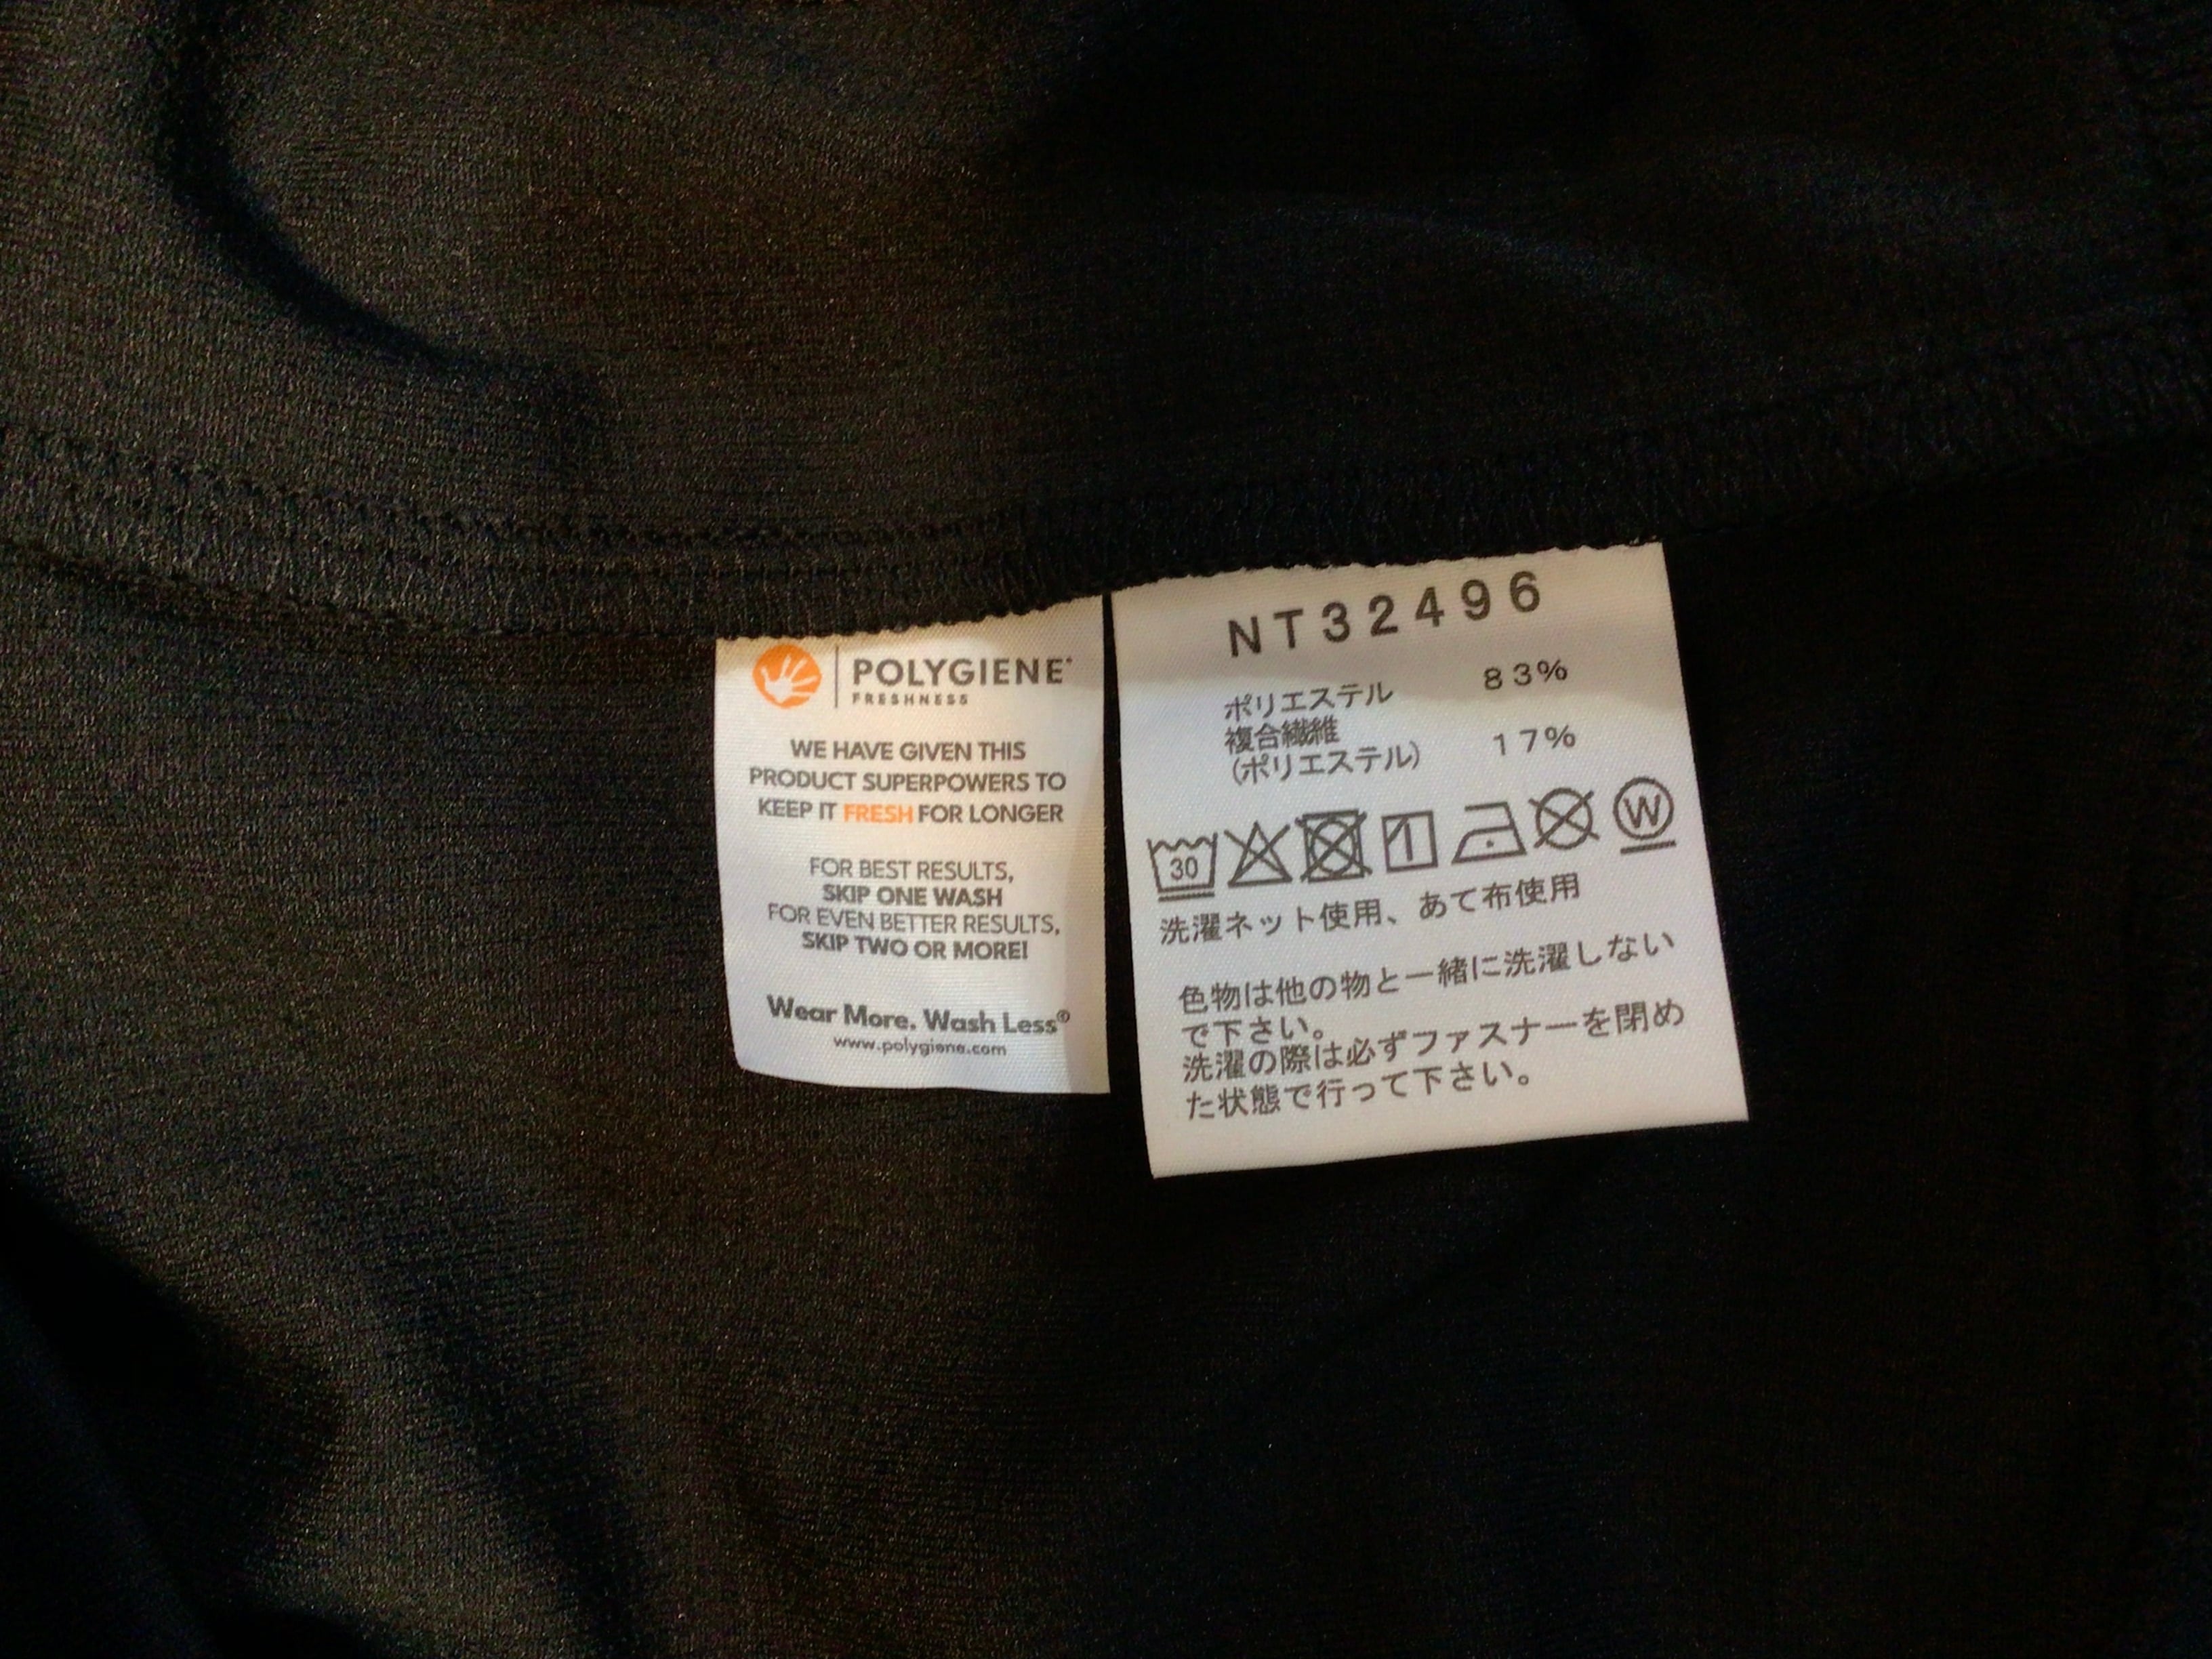 POLYGIENE®
FRESHNESS
WE HAVE GIVEN THIS
PRODUCT SUPERPOWERS TO
KEEP IT FRESH FOR LONGER
FOR BEST RESULTS,
SKIP ONE WASH
FOR EVEN BETTER RESULTS,
SKIP TWO OR MORE!
Wear More. Wash Less®
www.polygiene.com
NT32496
ポリエステル 83%
複合繊維
(ポリエステル) 17%
30 W
洗濯ネット使用、あて布使用
色物は他の物と一緒に洗濯しない
で下さい。
洗濯の際は必ずファスナーを閉め
た状態で行って下さい。